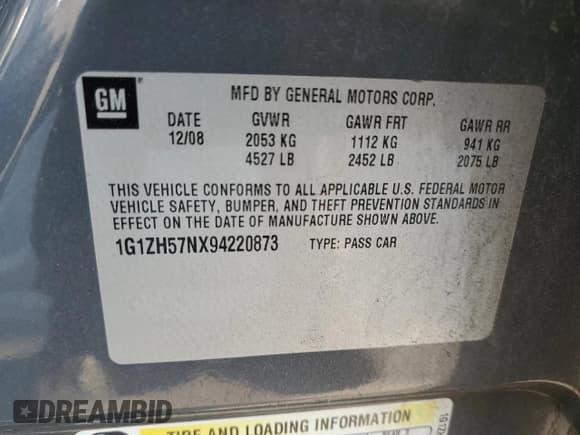 GM
MFD BY GENERAL MOTORS CORP.
DATE GVWR GAWR FRT GAWR RR
12/08 2053 KG 1112 KG 941 KG
4527 LB 2452 LB 2075 LB
THIS VEHICLE CONFORMS TO ALL APPLICABLE U.S. FEDERAL MOTOR
VEHICLE SAFETY, BUMPER, AND THEFT PREVENTION STANDARDS IN
EFFECT ON THE DATE OF MANUFACTURE SHOWN ABOVE.
1G1ZH57NX94220873 TYPE: PASS CAR
TIRE AND LOADING INFORMATION
DREAMBID